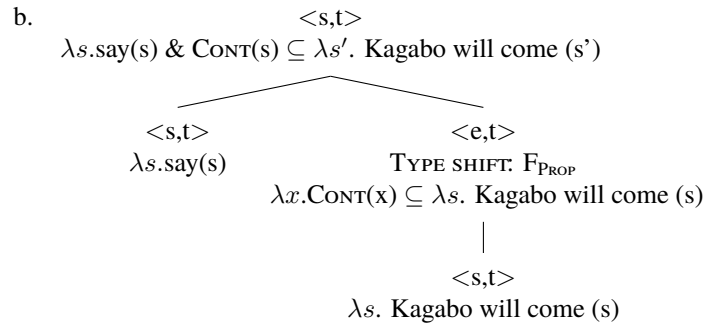 b.
<s,t>
λs.say(s) & CONT(s) ⊆ λs′. Kagabo will come (s’)
<s,t> <e,t>
λs.say(s) TYPE SHIFT: F_PROP
λx.CONT(x) ⊆ λs. Kagabo will come (s)
<s,t>
λs. Kagabo will come (s)